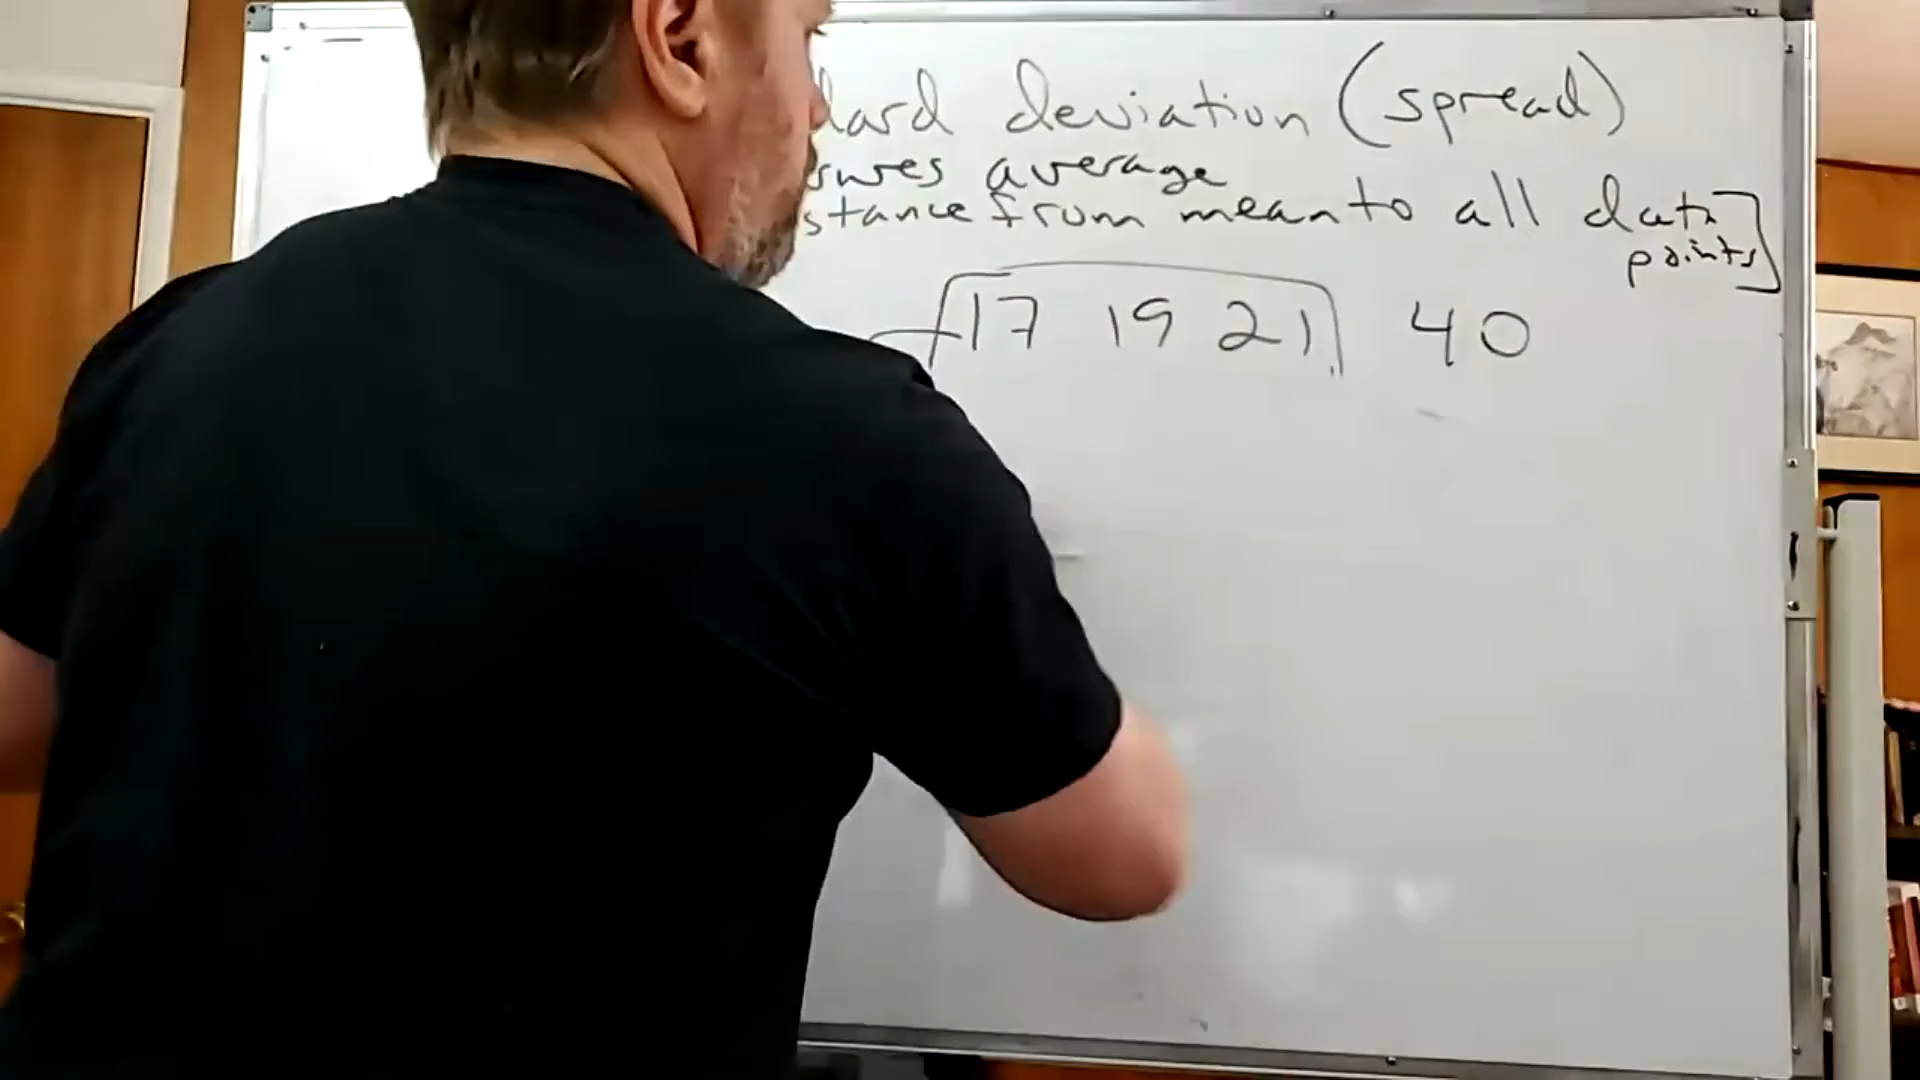 dard deviation (spread)
sures average
stance from mean to all data
points
17 19 21 40